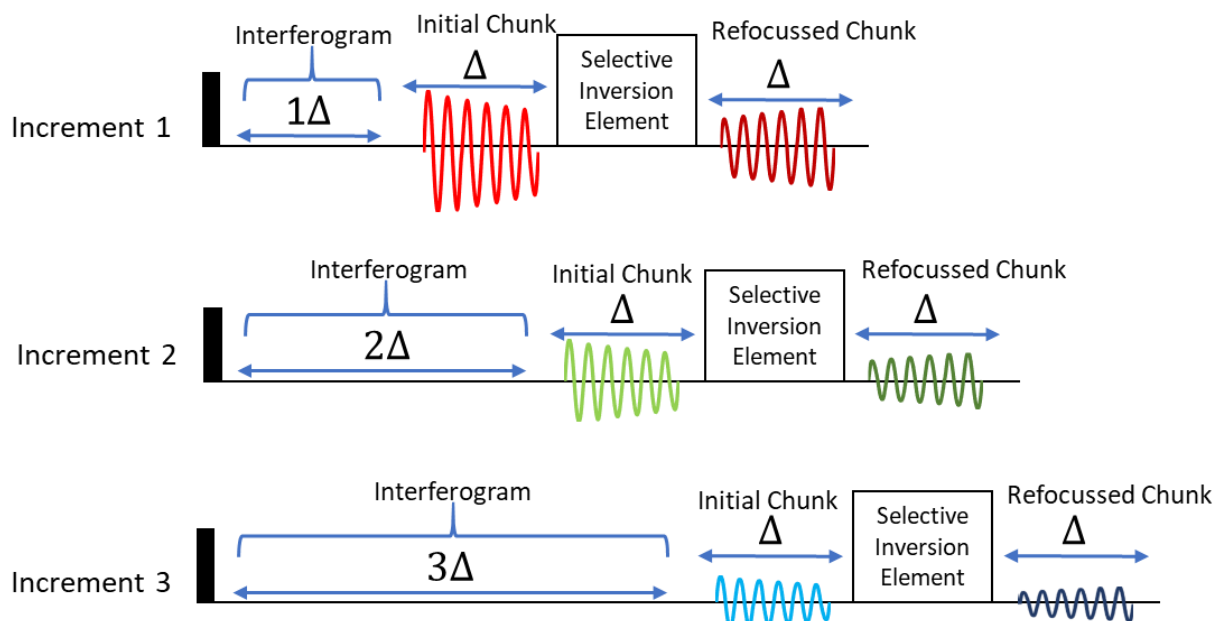 Interferogram
1Δ
Initial Chunk
Δ
Selective
Inversion
Element
Refocussed Chunk
Δ
Increment 1
Interferogram
2Δ
Initial Chunk
Δ
Selective
Inversion
Element
Refocussed Chunk
Δ
Increment 2
Interferogram
3Δ
Initial Chunk
Δ
Selective
Inversion
Element
Refocussed Chunk
Δ
Increment 3